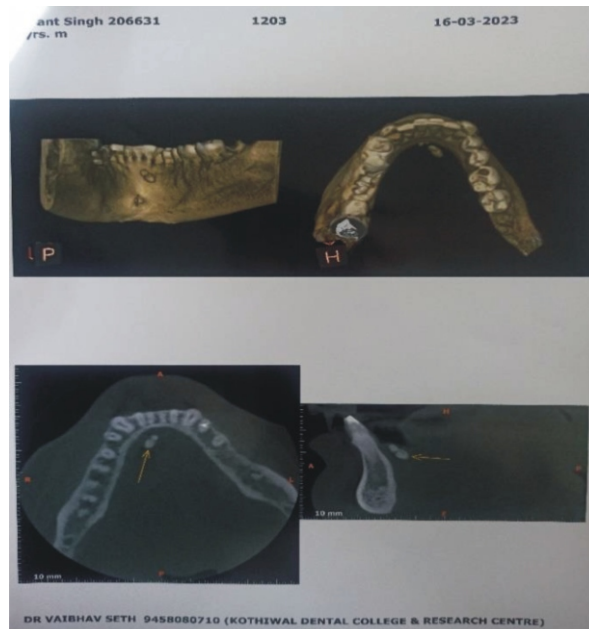 ant Singh 206631 1203 16-03-2023
yrs. m
L P
H
A
R
L
P
10 mm
H
A
P
F
10 mm
DR VAIBHAV SETH 9458080710 (KOTHIWAL DENTAL COLLEGE & RESEARCH CENTRE)